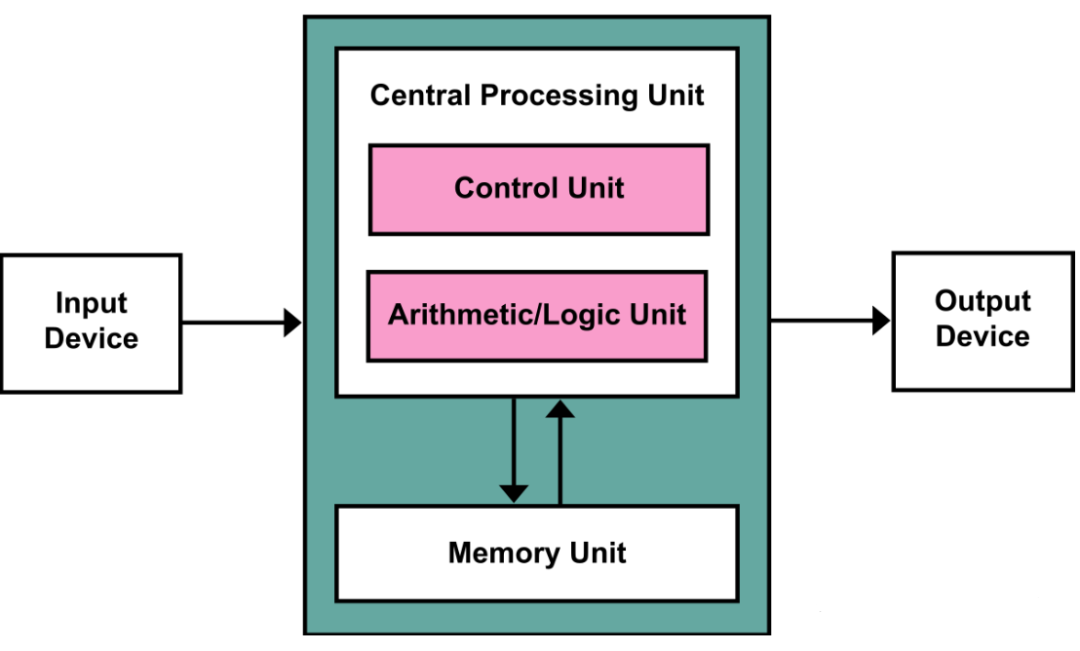 Central Processing Unit
Control Unit
Arithmetic/Logic Unit
Input
Device
Output
Device
Memory Unit